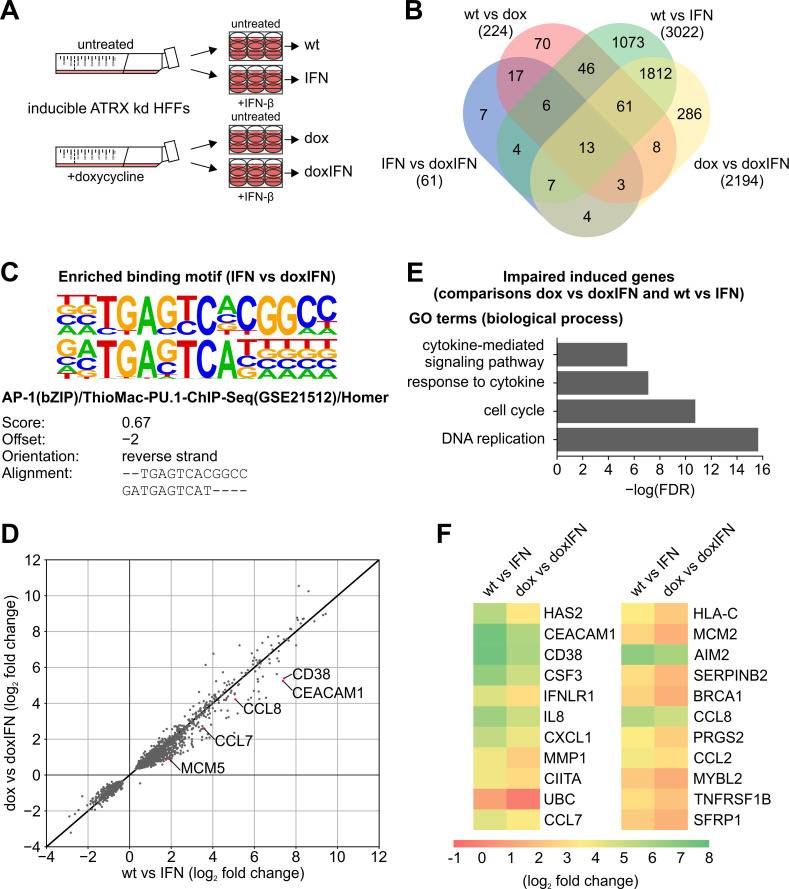 A
untreated
inducible ATRX kd HFFs
+doxycycline
untreated
wt
IFN
+IFN-β
untreated
dox
doxIFN
+IFN-β
B
wt vs dox
(224)
wt vs IFN
(3022)
70
1073
17
46
1812
7
6
61
286
4
13
8
7
3
4
IFN vs doxIFN
(61)
dox vs doxIFN
(2194)
C
Enriched binding motif (IFN vs doxIFN)
AP-1(bZIP)/ThioMac-PU.1-ChIP-Seq(GSE21512)/Homer
Score: 0.67
Offset: −2
Orientation: reverse strand
Alignment: --TGAGTCACGGCC
GATGAGTCAT----
E
Impaired induced genes
(comparisons dox vs doxIFN and wt vs IFN)
GO terms (biological process)
cytokine-mediated
signaling pathway
response to cytokine
cell cycle
DNA replication
0 2 4 6 8 10 12 14 16
−log(FDR)
D
dox vs doxIFN (log2 fold change)
12
10
8
6
4
2
0
−2
−4
CD38
CEACAM1
CCL8
CCL7
MCM5
−4 −2 0 2 4 6 8 10 12
wt vs IFN (log2 fold change)
F
wt vs IFN
dox vs doxIFN
HAS2
CEACAM1
CD38
CSF3
IFNLR1
IL8
CXCL1
MMP1
CIITA
UBC
CCL7
wt vs IFN
dox vs doxIFN
HLA-C
MCM2
AIM2
SERPINB2
BRCA1
CCL8
PRGS2
CCL2
MYBL2
TNFRSF1B
SFRP1
-1 0 1 2 3 4 5 6 7 8
(log2 fold change)